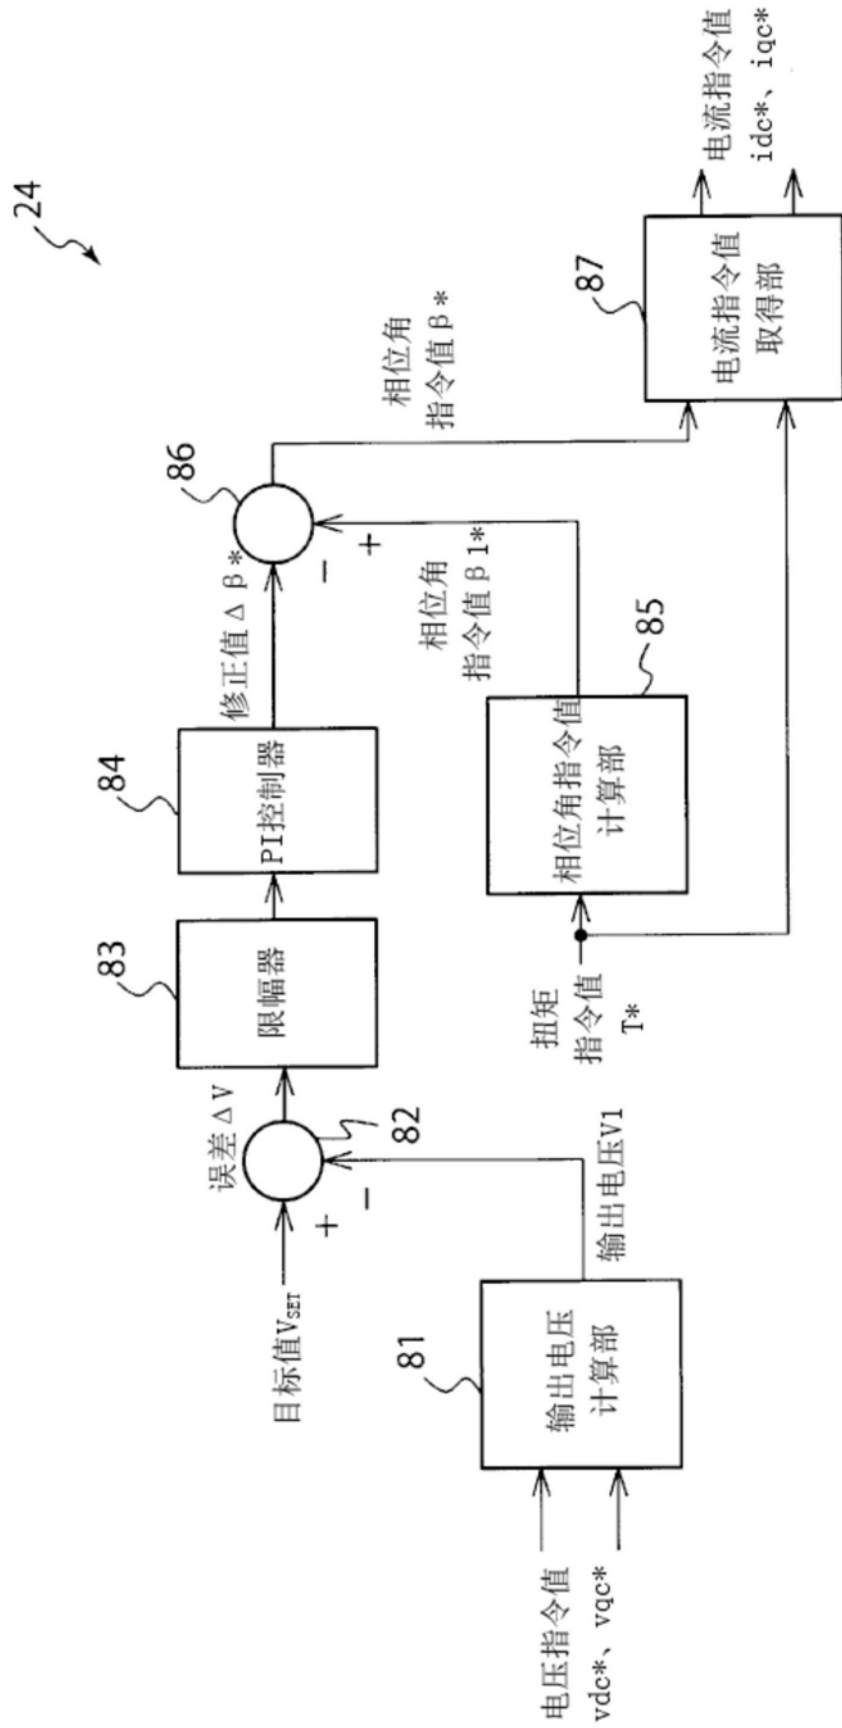 24
目标值VSET
+
-
误差ΔV
82
83
限幅器
84
PI控制器
修正值Δβ*
86
-
+
相位角
指令值β*
电压指令值
vdc*、vqc*
81
输出电压
计算部
输出电压V1
扭矩
指令值
T*
相位角指令值
计算部
85
相位角
指令值β1*
87
电流指令值
取得部
电流指令值
idc*、iqc*